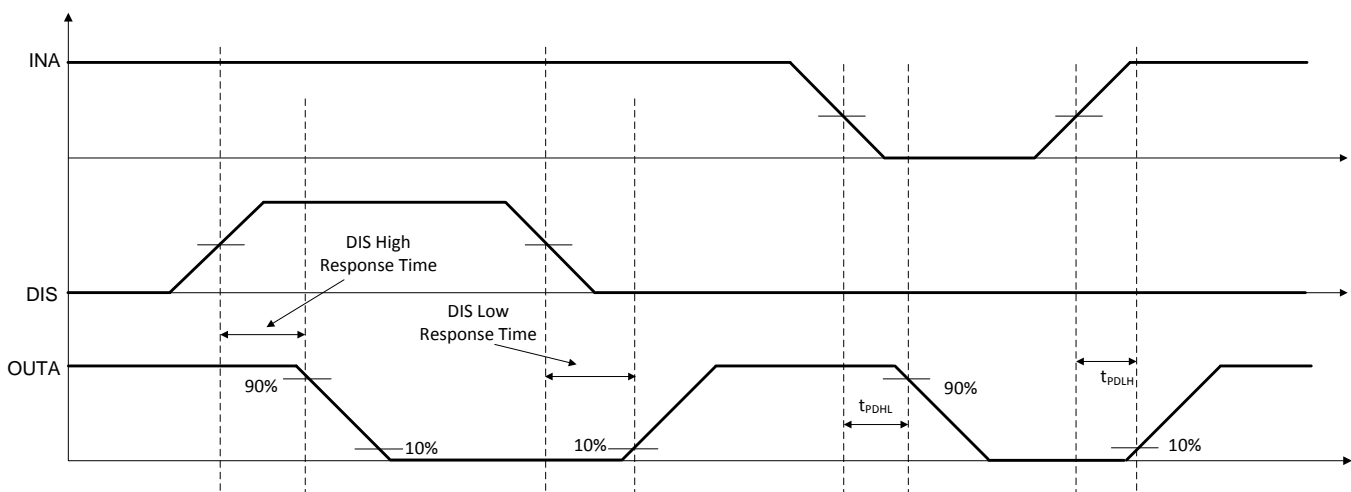 INA
DIS High
Response Time
DIS
DIS Low
Response Time
OUTA
90%
10%
10%
tPDHL
90%
tPDLH
10%